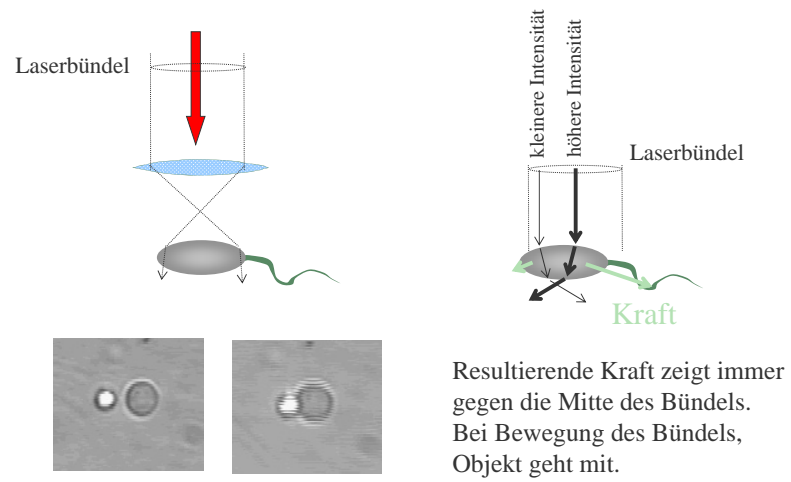 Laserbündel
kleinere Intensität
höhere Intensität
Laserbündel
Kraft
Resultierende Kraft zeigt immer
gegen die Mitte des Bündels.
Bei Bewegung des Bündels,
Objekt geht mit.